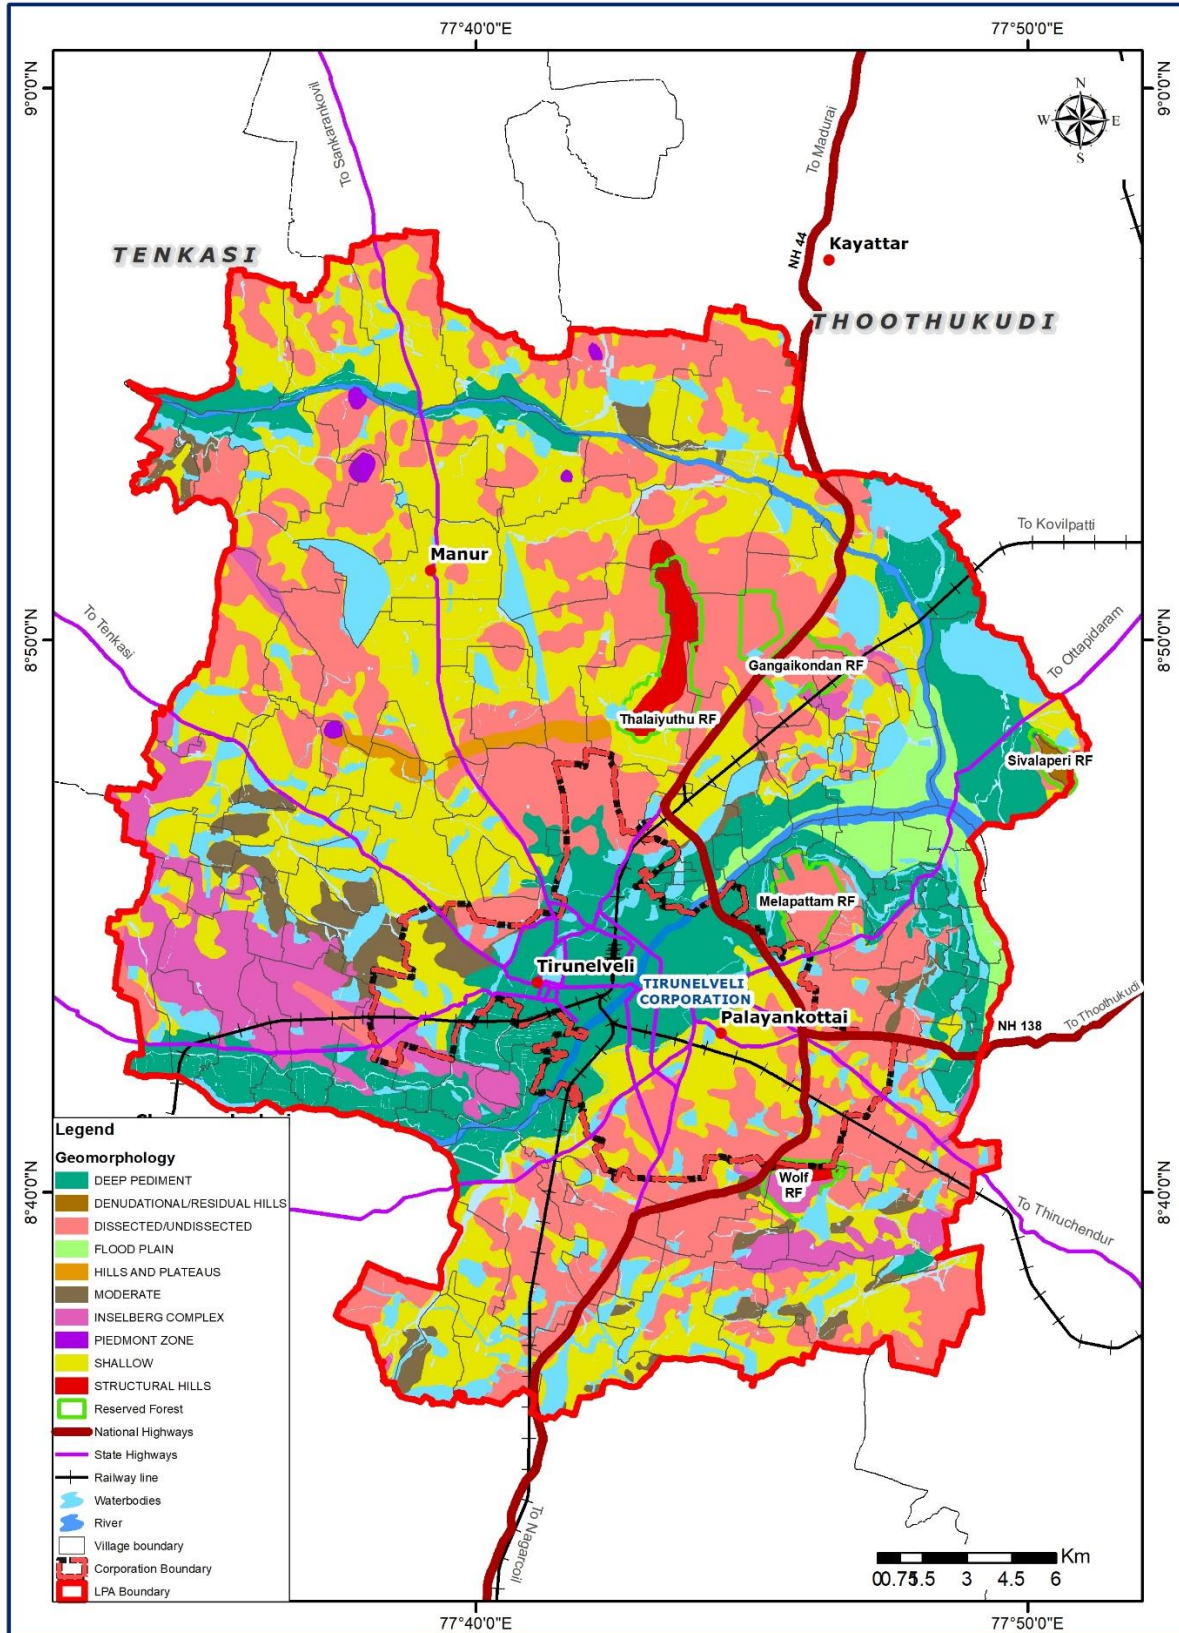 77°40'0"E
77°50'0"E
9°0'0"N
9°0'0"N
N
W
E
S
To Sankarankovil
To Madurai
NH 44
Kayattar
TENKASI
THOOTHUKUDI
To Kovilpatti
Manur
To Tenkasi
8°50'0"N
8°50'0"N
To Ottapidaram
Gangaikondan RF
Thalaiyuthu RF
Sivalaperi RF
Melapattam RF
Tirunelveli
TIRUNELVELI
CORPORATION
Palayankottai
NH 138
To Thoothukudi
Wolf
RF
To Thiruchendur
8°40'0"N
8°40'0"N
Legend
Geomorphology
DEEP PEDIMENT
DENUDATIONAL/RESIDUAL HILLS
DISSECTED/UNDISSECTED
FLOOD PLAIN
HILLS AND PLATEAUS
MODERATE
INSELBERG COMPLEX
PIEDMONT ZONE
SHALLOW
STRUCTURAL HILLS
Reserved Forest
National Highways
State Highways
Railway line
Waterbodies
River
Village boundary
Corporation Boundary
LPA Boundary
To Nagarcoil
Km
0 0.75 1.5 3 4.5 6
77°40'0"E
77°50'0"E